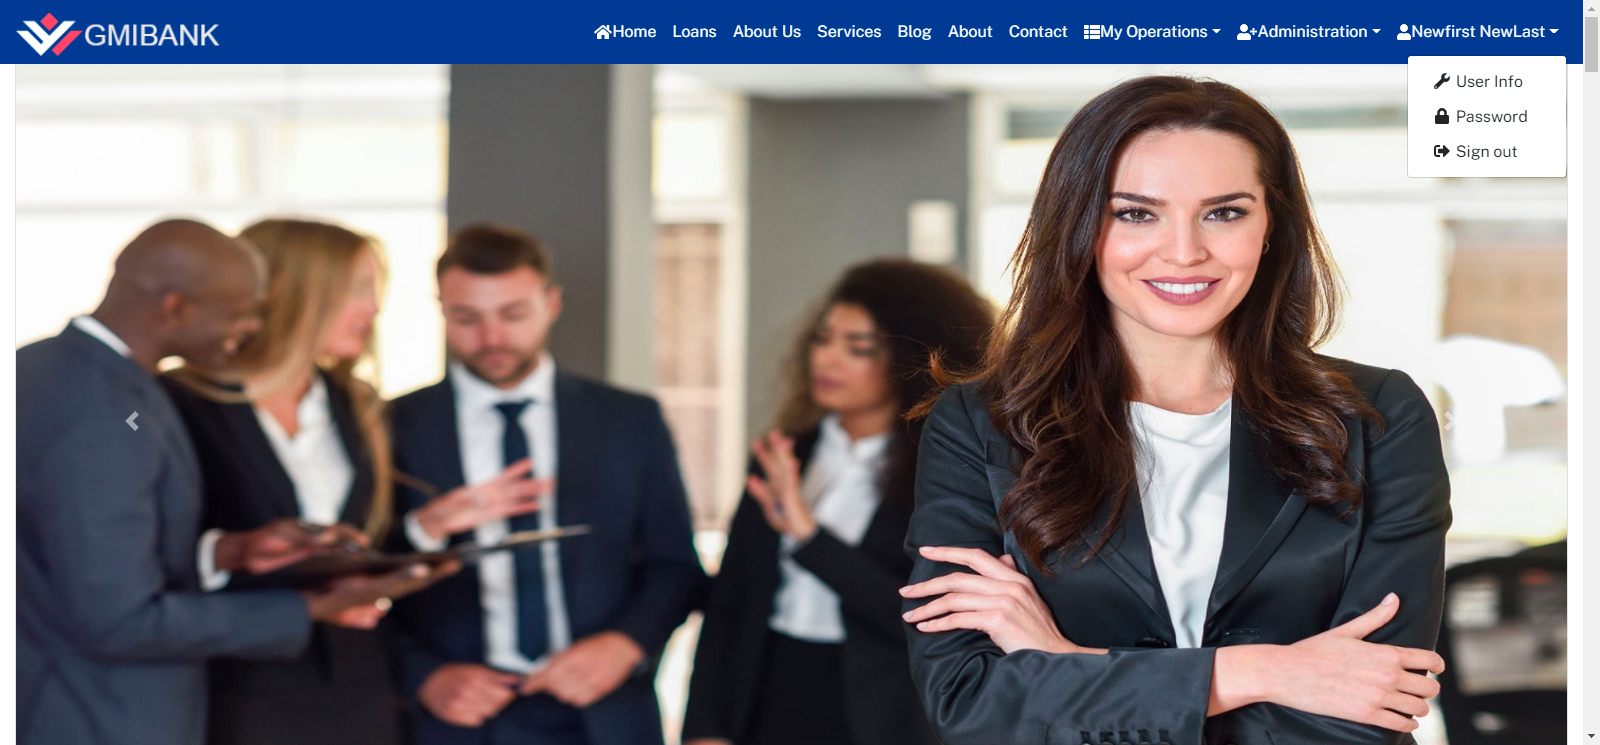 GMIBANK
Home Loans About Us Services Blog About Contact My Operations Administration Newfirst NewLast
User Info
Password
Sign out